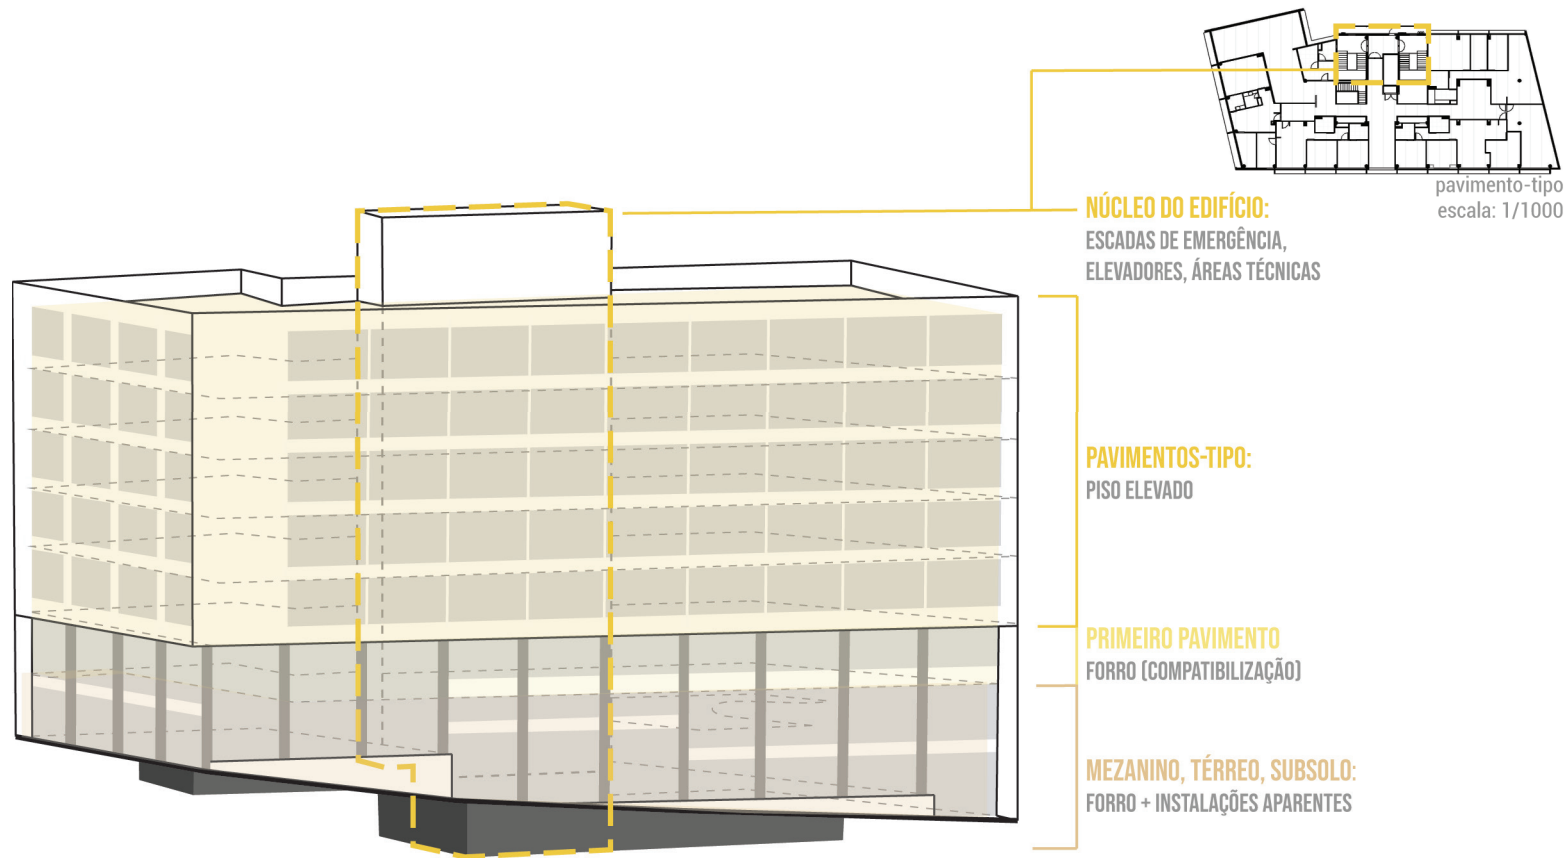 pavimento-tipo
escala: 1/1000
NÚCLEO DO EDIFÍCIO:
ESCADAS DE EMERGÊNCIA,
ELEVADORES, ÁREAS TÉCNICAS
PAVIMENTOS-TIPO:
PISO ELEVADO
PRIMEIRO PAVIMENTO
FORRO (COMPATIBILIZAÇÃO)
MEZANINO, TÉRREO, SUBSOLO:
FORRO + INSTALAÇÕES APARENTES